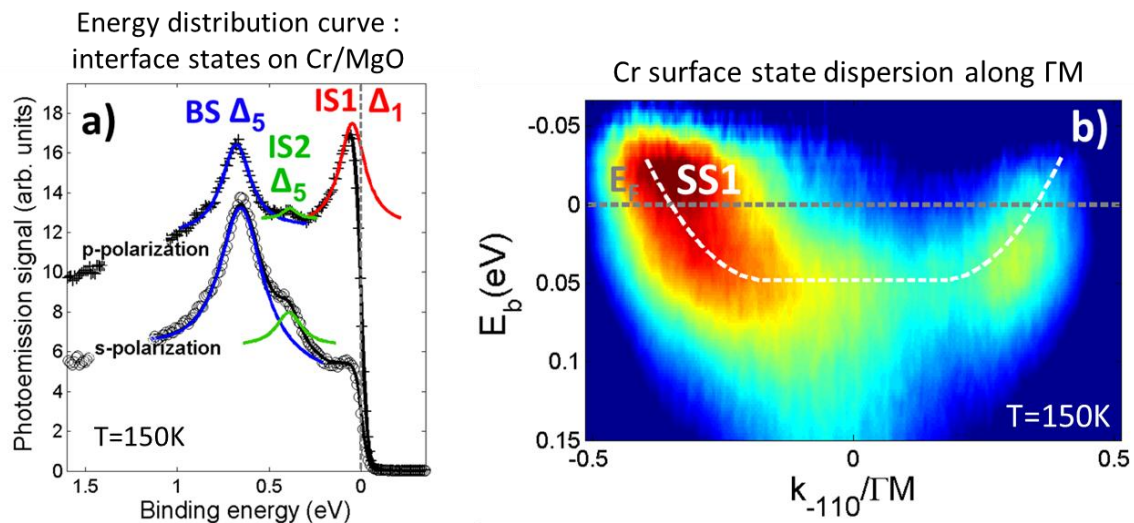 Energy distribution curve :
interface states on Cr/MgO
a)
BS Δ5
IS2
Δ5
IS1 Δ1
p-polarization
s-polarization
T=150K
Photoemission signal (arb. units)
18
16
14
12
10
8
6
4
2
0
1.5
1
0.5
0
Binding energy (eV)
Cr surface state dispersion along ΓM
b)
SS1
EF
T=150K
Eb(eV)
-0.05
0
0.05
0.1
0.15
-0.5
0
0.5
k-110/ΓM